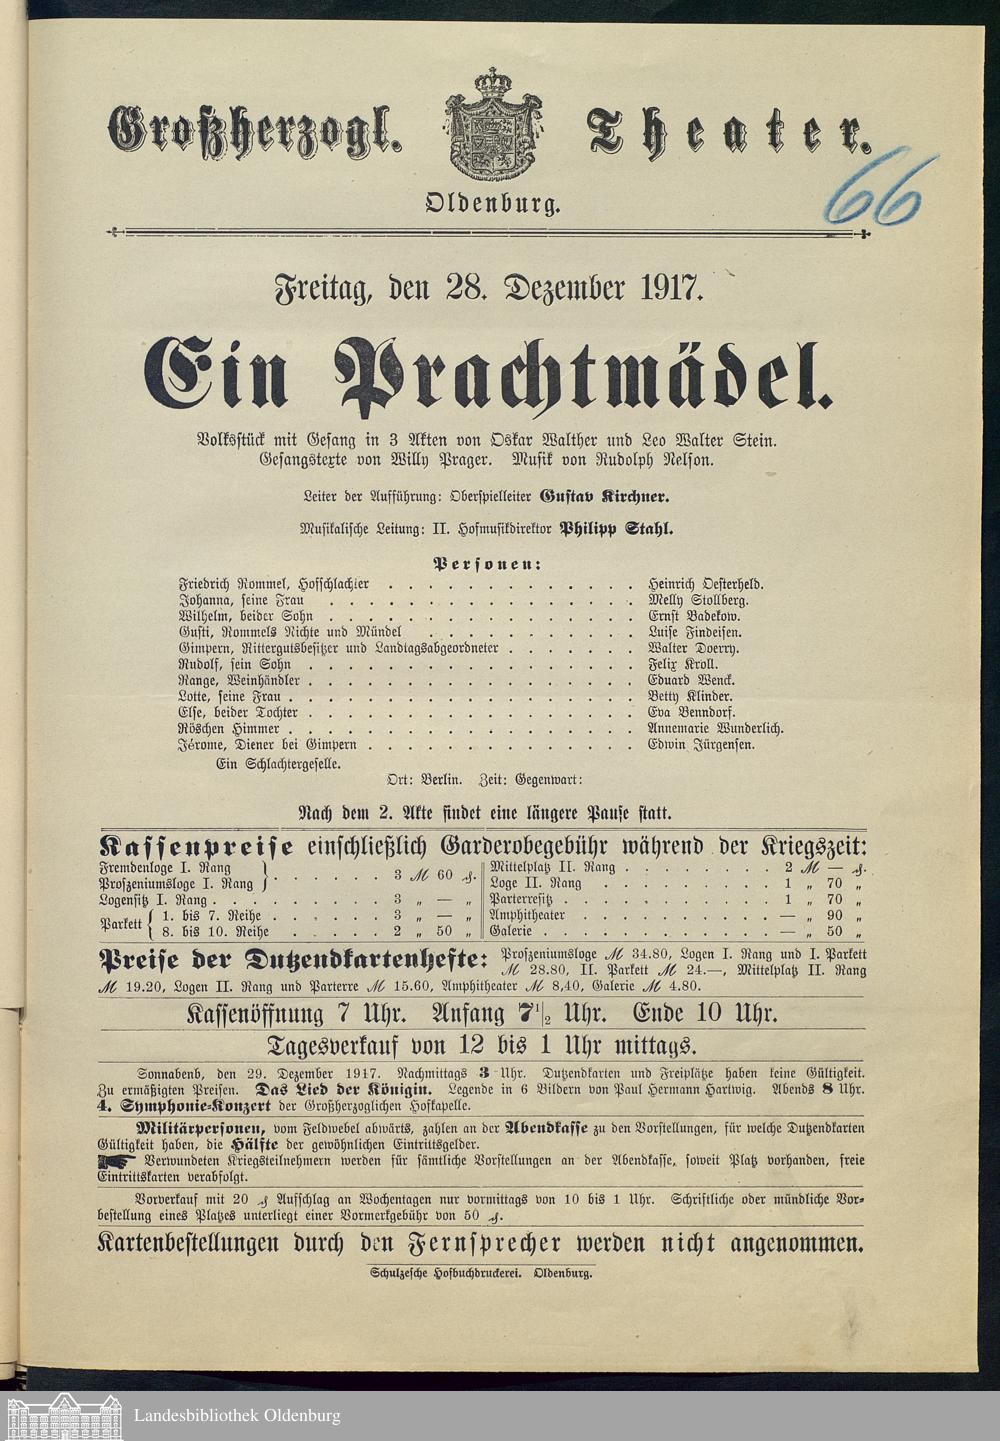 Großherzogl. Theater.
66
Oldenburg.
Freitag, den 28. Dezember 1917.
Ein Prachtmädel.
Volksstück mit Gesang in 3 Akten von Oskar Walther und Leo Walter Stein.
Gesangstexte von Willy Prager. Musik von Rudolph Nelson.
Leiter der Aufführung: Oberspielleiter Gustav Kirchner.
Musikalische Leitung: II. Hofmusikdirektor Philipp Stahl.
Personen:
Friedrich Rommel, Hofschlachter . . . . . . . . . . . . . Heinrich Oesterheld.
Johanna, seine Frau . . . . . . . . . . . . . . . . Melly Stollberg.
Wilhelm, beider Sohn . . . . . . . . . . . . . . . . Ernst Badekow.
Gusti, Rommels Nichte und Mündel . . . . . . . . . . . Luise Findeisen.
Gimpern, Rittergutsbesitzer und Landtagsabgeordneter . . . . . . . Walter Doerry.
Rudolf, sein Sohn . . . . . . . . . . . . . . . . . Felix Kroll.
Range, Weinhändler . . . . . . . . . . . . . . . . . Eduard Wenck.
Lotte, seine Frau . . . . . . . . . . . . . . . . . . Betty Klinder.
Else, beider Tochter . . . . . . . . . . . . . . . . . Eva Benndorf.
Röschen Himmer . . . . . . . . . . . . . . . . . . Annemarie Wunderlich.
Jérome, Diener bei Gimpern . . . . . . . . . . . . . . Edwin Jürgensen.
Ein Schlachtergeselle.
Ort: Berlin. Zeit: Gegenwart:
Nach dem 2. Akte findet eine längere Pause statt.
Kassenpreise einschließlich Garderobegebühr während der Kriegszeit:
Fremdenloge I. Rang
Proszeniumsloge I. Rang } . . . . . . . 3 ℳ 60 ₰.
Logensitz I. Rang . . . . . . . . . 3 „ — „
Parkett { 1. bis 7. Reihe . . . . . . 3 „ — „
8. bis 10. Reihe . . . . . . 2 „ 50 „
Mittelplatz II. Rang . . . . . . . . 2 ℳ — ₰.
Loge II. Rang . . . . . . . . . 1 „ 70 „
Parterresitz . . . . . . . . . . 1 „ 70 „
Amphitheater . . . . . . . . . . — „ 90 „
Galerie . . . . . . . . . . . . — „ 50 „
Preise der Dutzendkartenhefte: Proszeniumsloge ℳ 34.80, Logen I. Rang und I. Parkett
ℳ 28.80, II. Parkett ℳ 24.—, Mittelplatz II. Rang
ℳ 19.20, Logen II. Rang und Parterre ℳ 15.60, Amphitheater ℳ 8,40, Galerie ℳ 4.80.
Kassenöffnung 7 Uhr. Anfang 7 1/2 Uhr. Ende 10 Uhr.
Tagesverkauf von 12 bis 1 Uhr mittags.
Sonnabend, den 29. Dezember 1917. Nachmittags 3 Uhr. Dutzendkarten und Freiplätze haben keine Gültigkeit.
Zu ermäßigten Preisen. Das Lied der Königin. Legende in 6 Bildern von Paul Hermann Hartwig. Abends 8 Uhr.
4. Symphonie-Konzert der Großherzoglichen Hofkapelle.
Militärpersonen, vom Feldwebel abwärts, zahlen an der Abendkasse zu den Vorstellungen, für welche Dutzendkarten
Gültigkeit haben, die Hälfte der gewöhnlichen Eintrittsgelder.
Verwundeten Kriegsteilnehmern werden für sämtliche Vorstellungen an der Abendkasse, soweit Platz vorhanden, freie
Eintrittskarten verabfolgt.
Vorverkauf mit 20 ₰ Aufschlag an Wochentagen nur vormittags von 10 bis 1 Uhr. Schriftliche oder mündliche Vor-
bestellung eines Platzes unterliegt einer Vormerkgebühr von 50 ₰.
Kartenbestellungen durch den Fernsprecher werden nicht angenommen.
Schulzesche Hofbuchdruckerei. Oldenburg.
Landesbibliothek Oldenburg